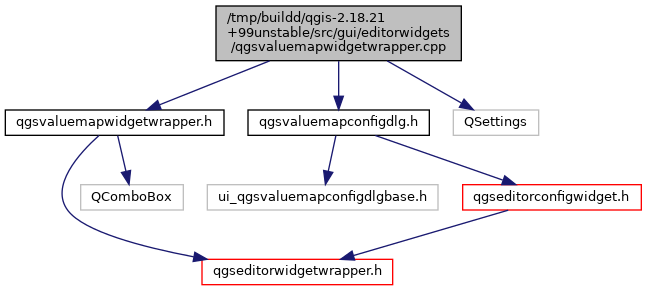 /tmp/buildd/qgis-2.18.21
+99unstable/src/gui/editorwidgets
/qgsvaluemapwidgetwrapper.cpp
qgsvaluemapwidgetwrapper.h
qgsvaluemapconfigdlg.h
QSettings
QComboBox
ui_qgsvaluemapconfigdlgbase.h
qgseditorconfigwidget.h
qgseditorwidgetwrapper.h